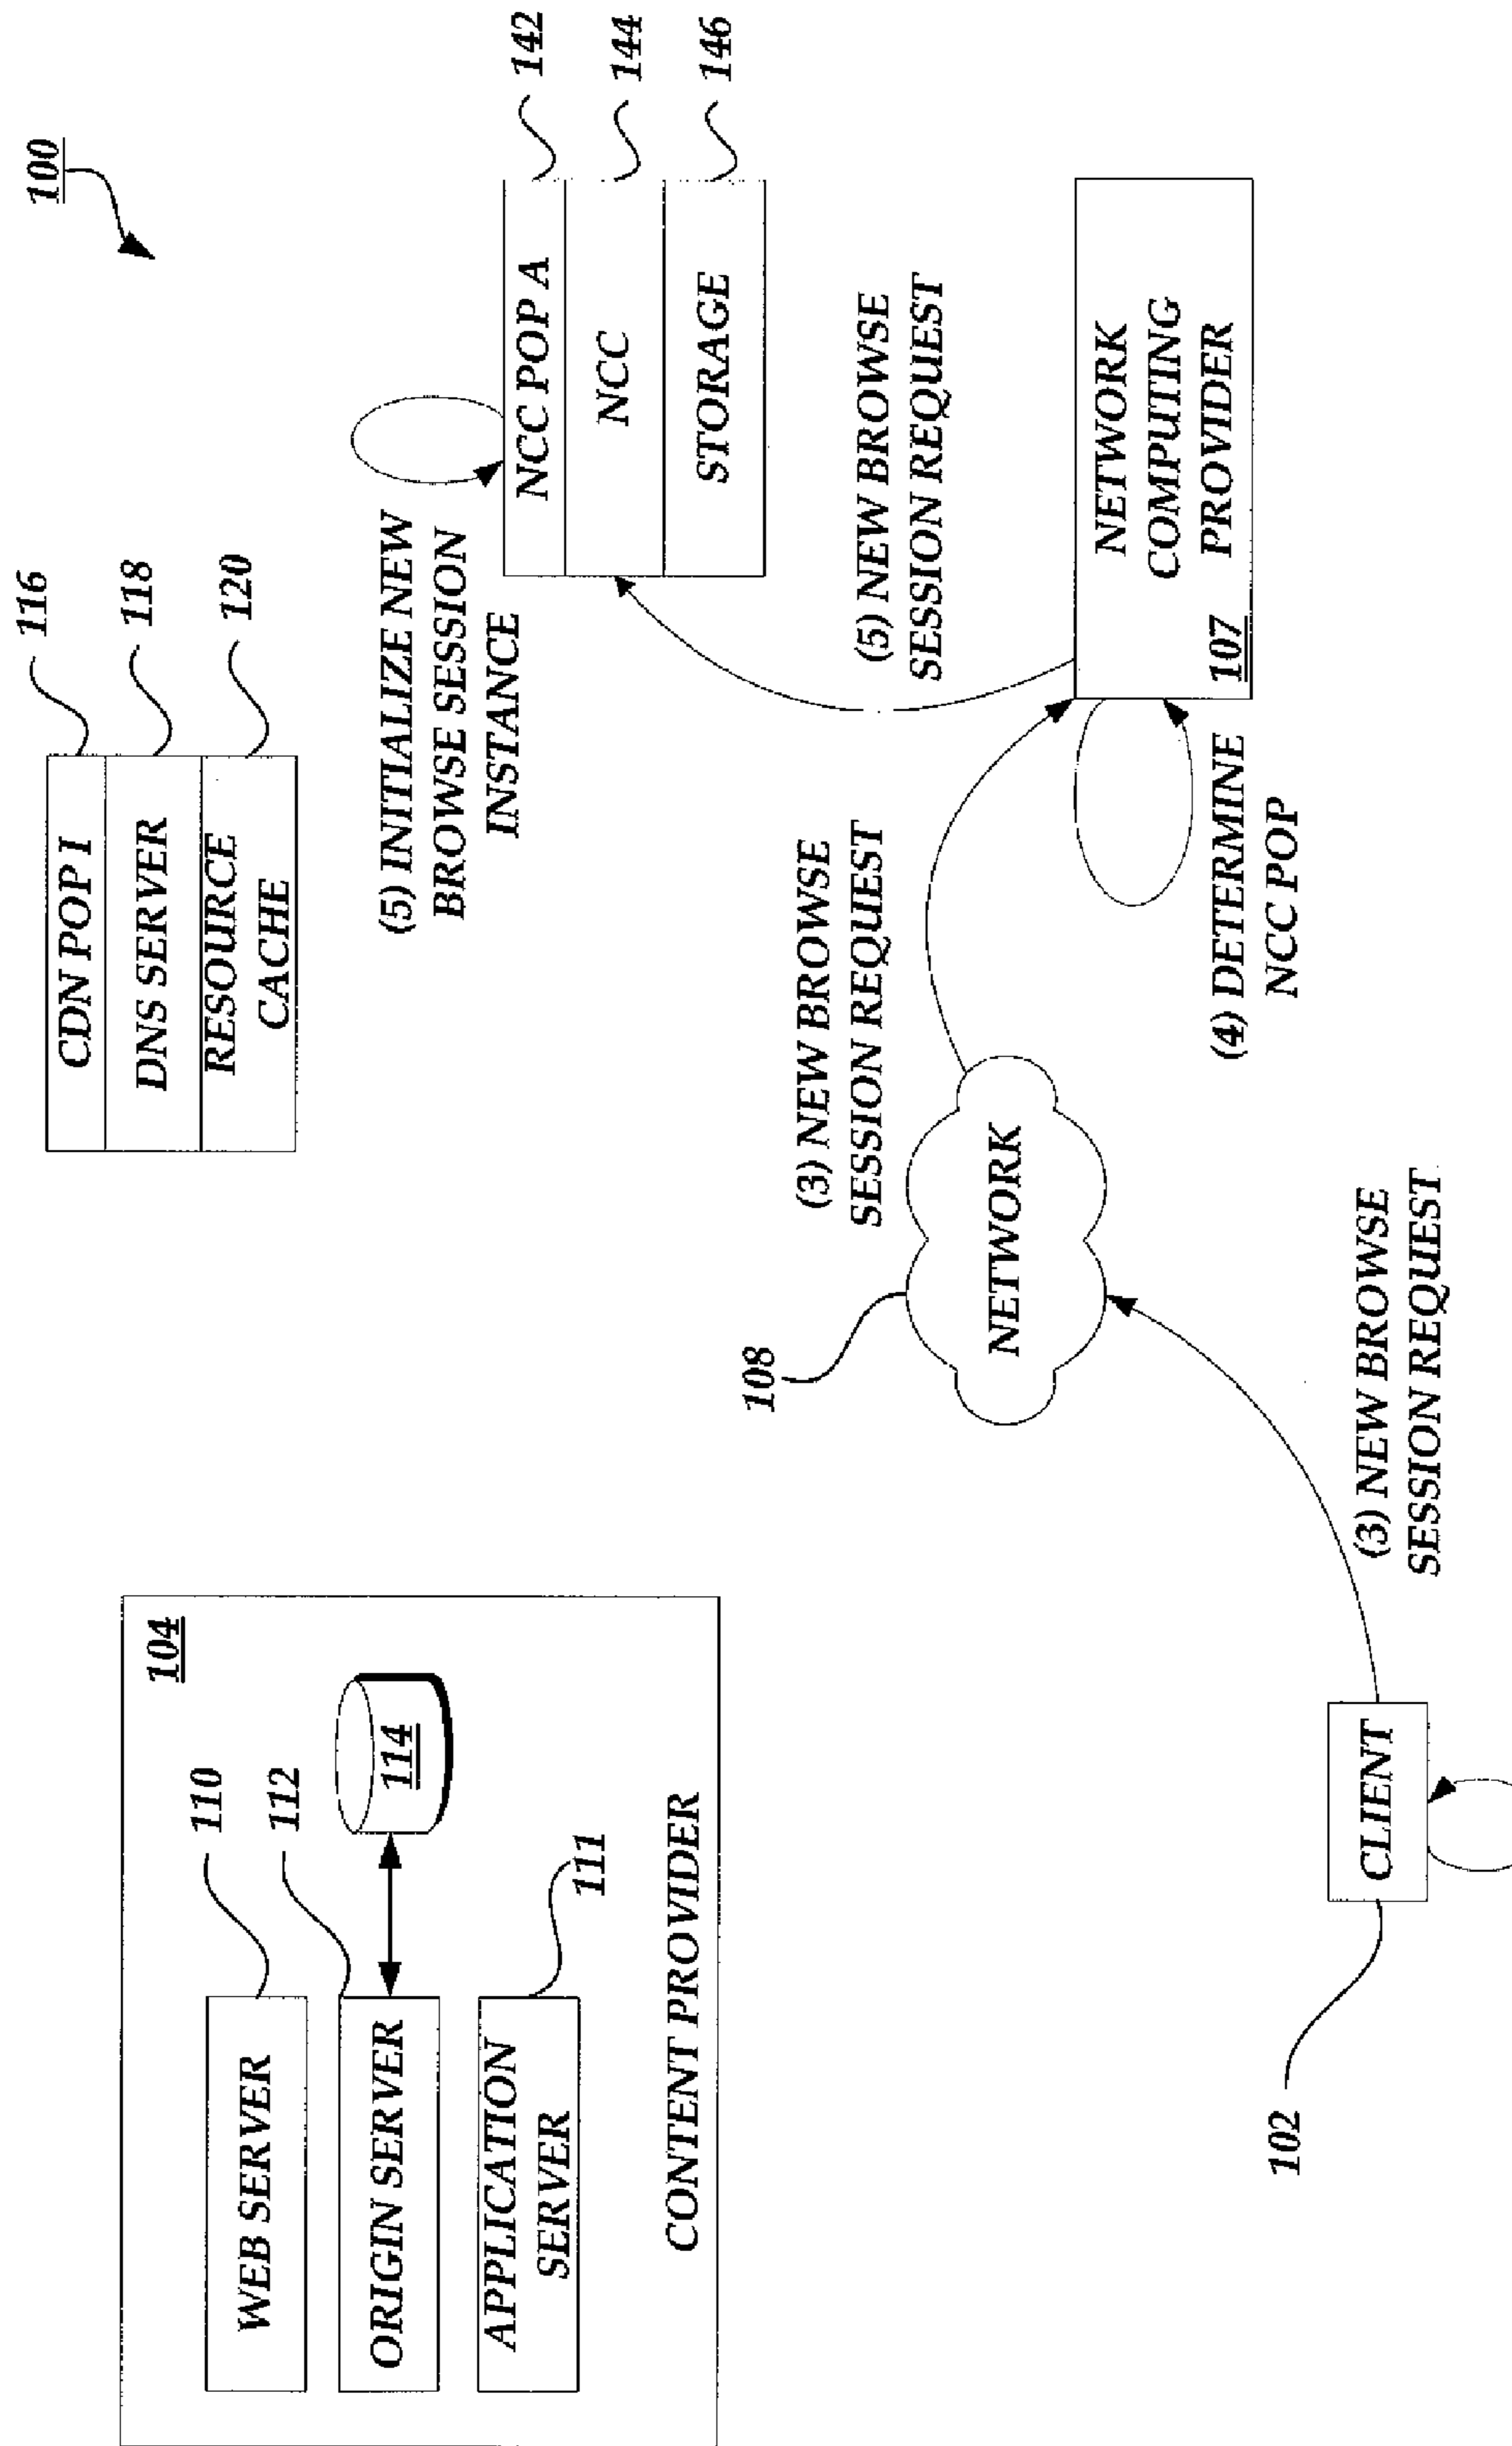 100
104
110
WEB SERVER
112
ORIGIN SERVER
114
111
APPLICATION
SERVER
CONTENT PROVIDER
116
CDN POP I
118
DNS SERVER
120
RESOURCE
CACHE
(5) INITIALIZE NEW
BROWSE SESSION
INSTANCE
142
NCC POP A
144
NCC
146
STORAGE
108
NETWORK
(3) NEW BROWSE
SESSION REQUEST
(5) NEW BROWSE
SESSION REQUEST
NETWORK
COMPUTING
PROVIDER
107
(4) DETERMINE
NCC POP
102
CLIENT
(3) NEW BROWSE
SESSION REQUEST